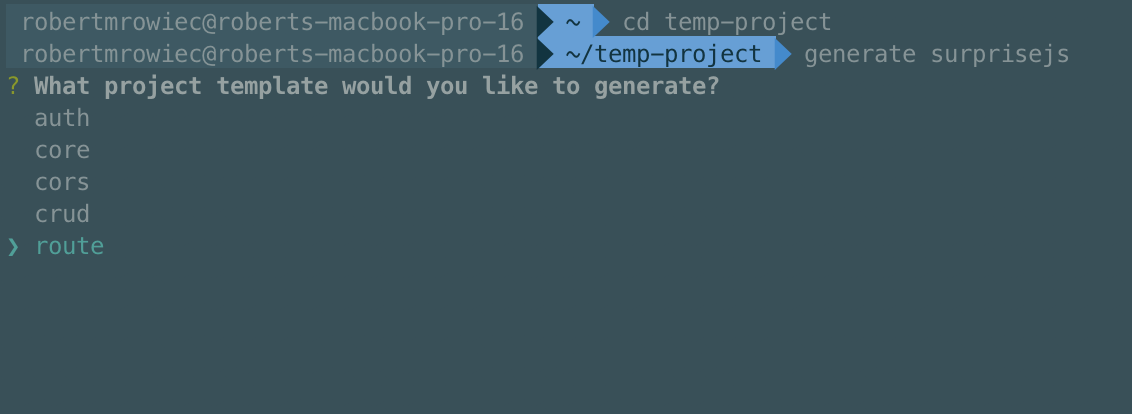 robertmrowiec@roberts-macbook-pro-16 ~ cd temp-project
robertmrowiec@roberts-macbook-pro-16 ~/temp-project generate surprisejs
? What project template would you like to generate?
auth
core
cors
crud
❯ route